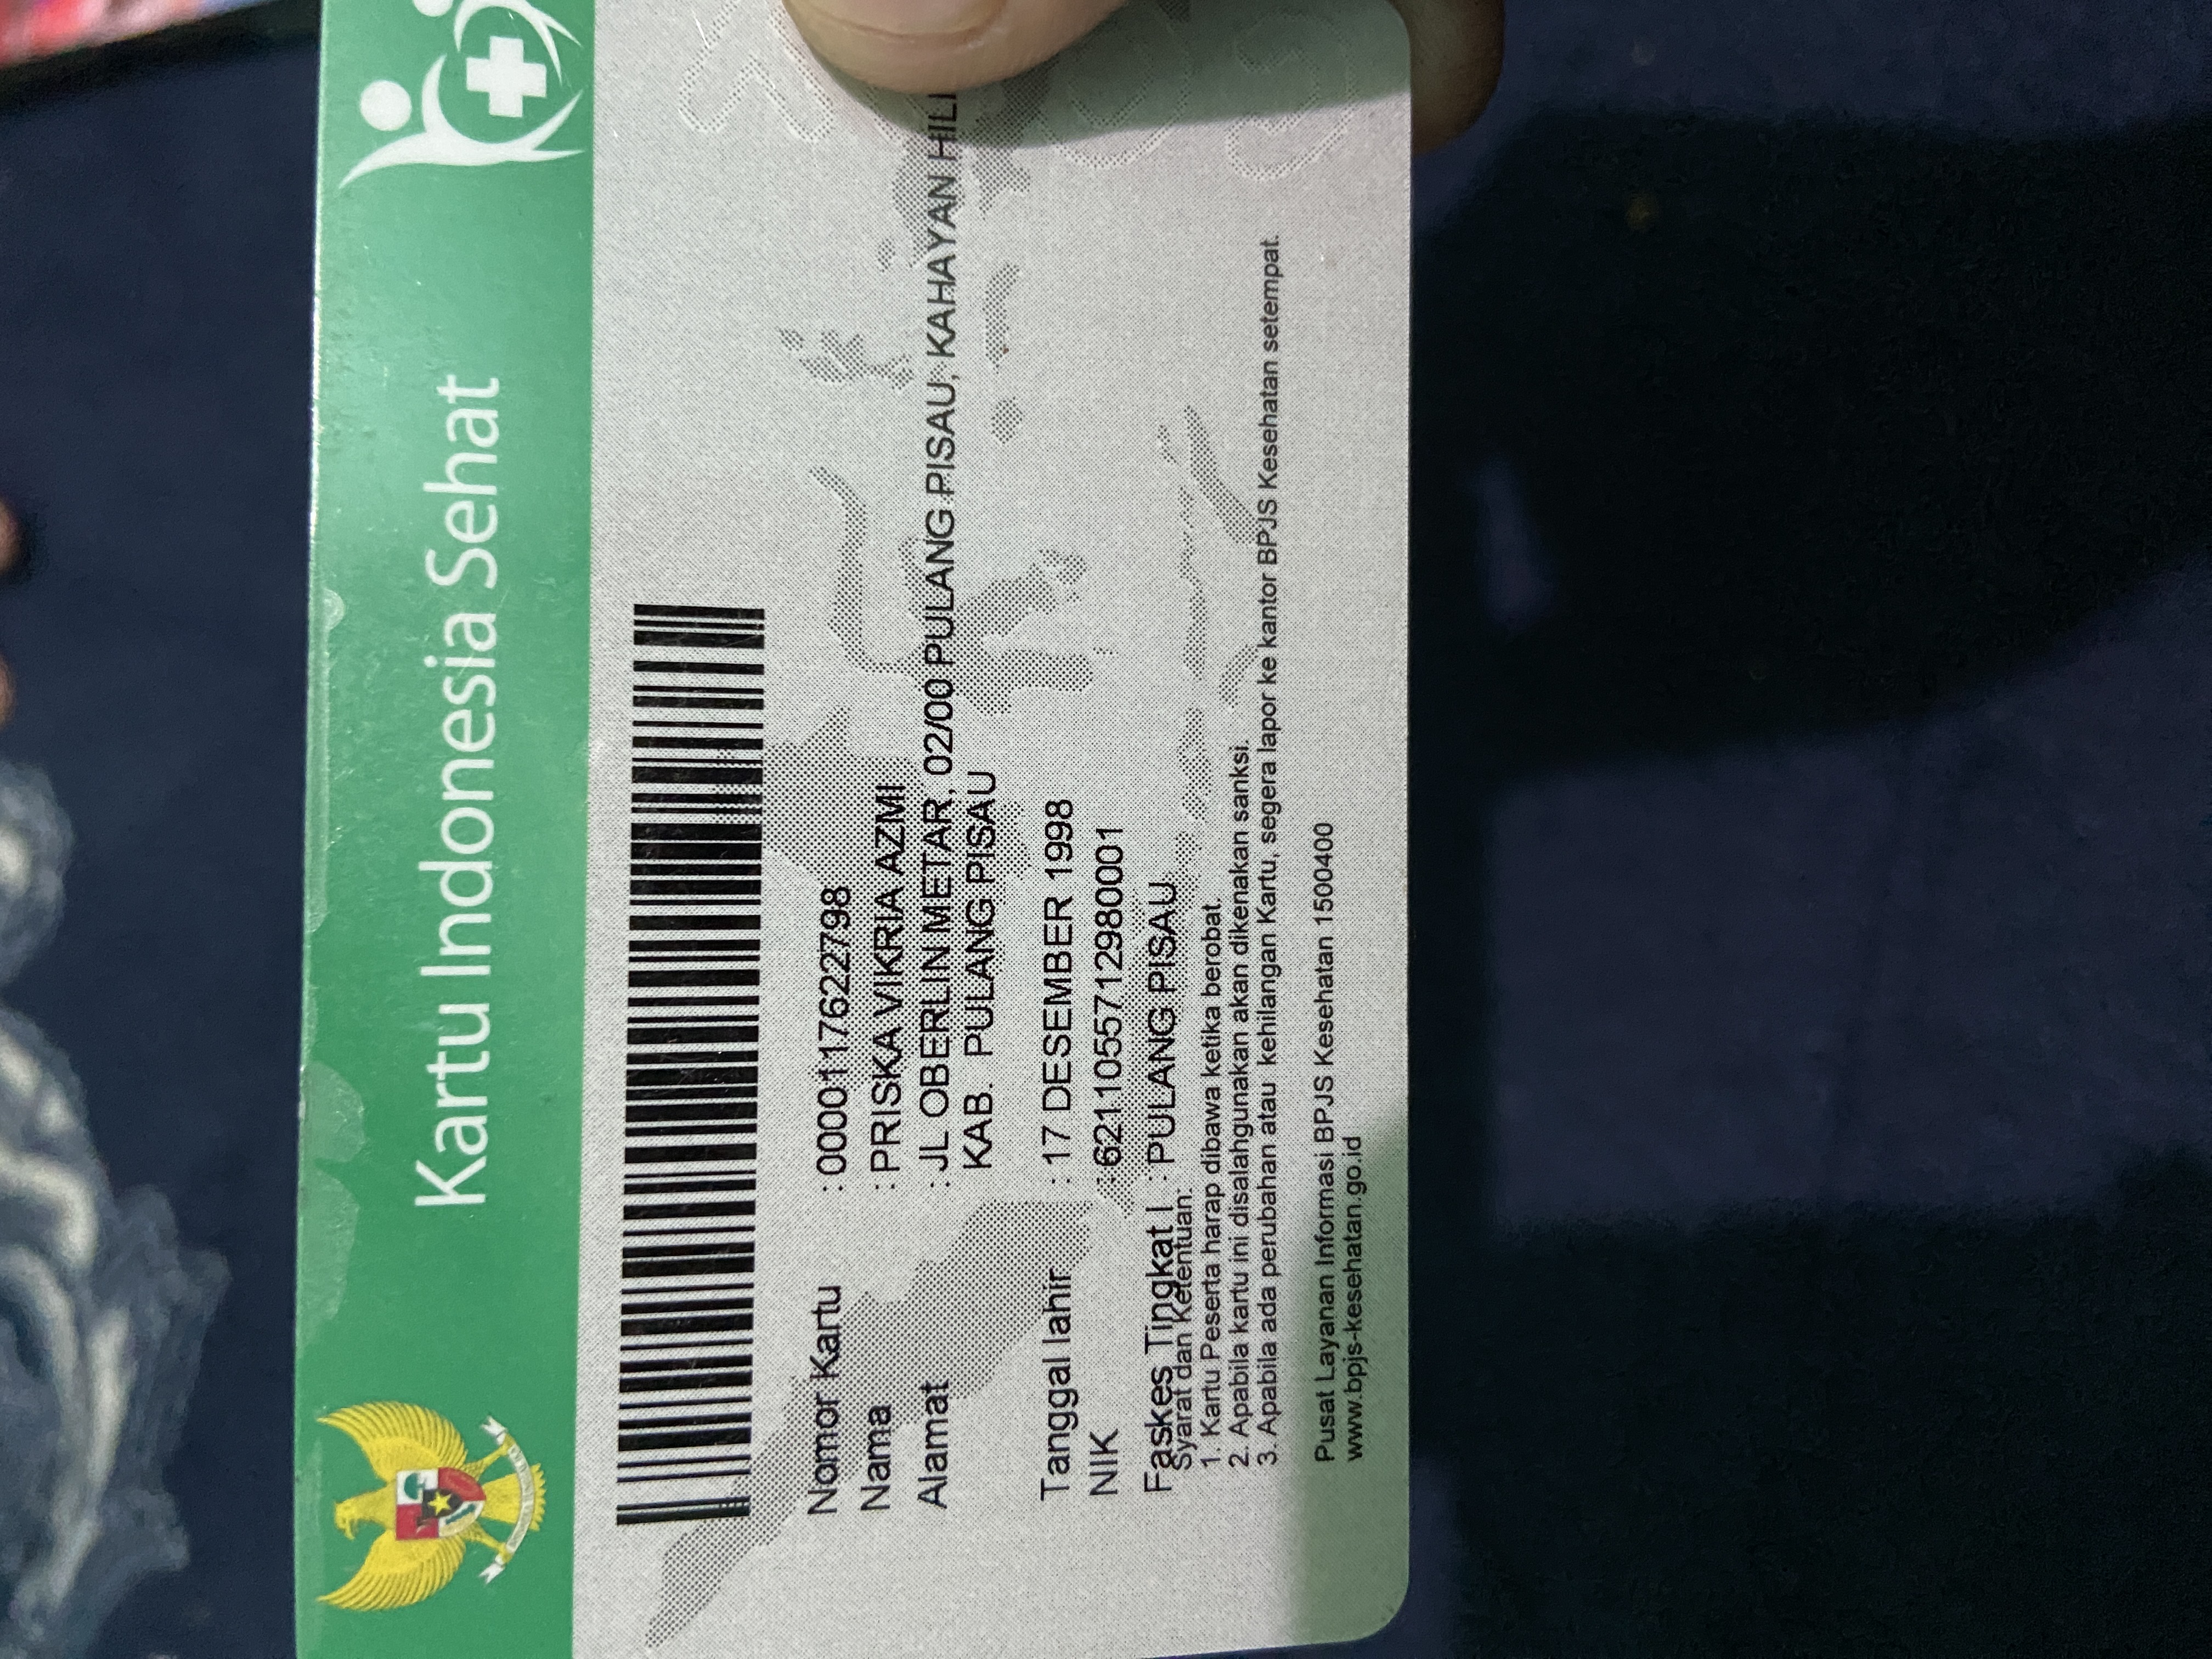 Kartu Indonesia Sehat
Nomor Kartu : 0000117622798
Nama : PRISKA VIKRIA AZMI
Alamat : JL OBERLIN METAR, 02/00 PULANG PISAU, KAHAYAN HILI
KAB. PULANG PISAU
Tanggal lahir : 17 DESEMBER 1998
NIK : 6211055712980001
Faskes Tingkat I : PULANG PISAU
Syarat dan Ketentuan:
1. Kartu Peserta harap dibawa ketika berobat.
2. Apabila kartu ini disalahgunakan akan dikenakan sanksi.
3. Apabila ada perubahan atau kehilangan Kartu, segera lapor ke kantor BPJS Kesehatan setempat.
Pusat Layanan Informasi BPJS Kesehatan 1500400
www.bpjs-kesehatan.go.id